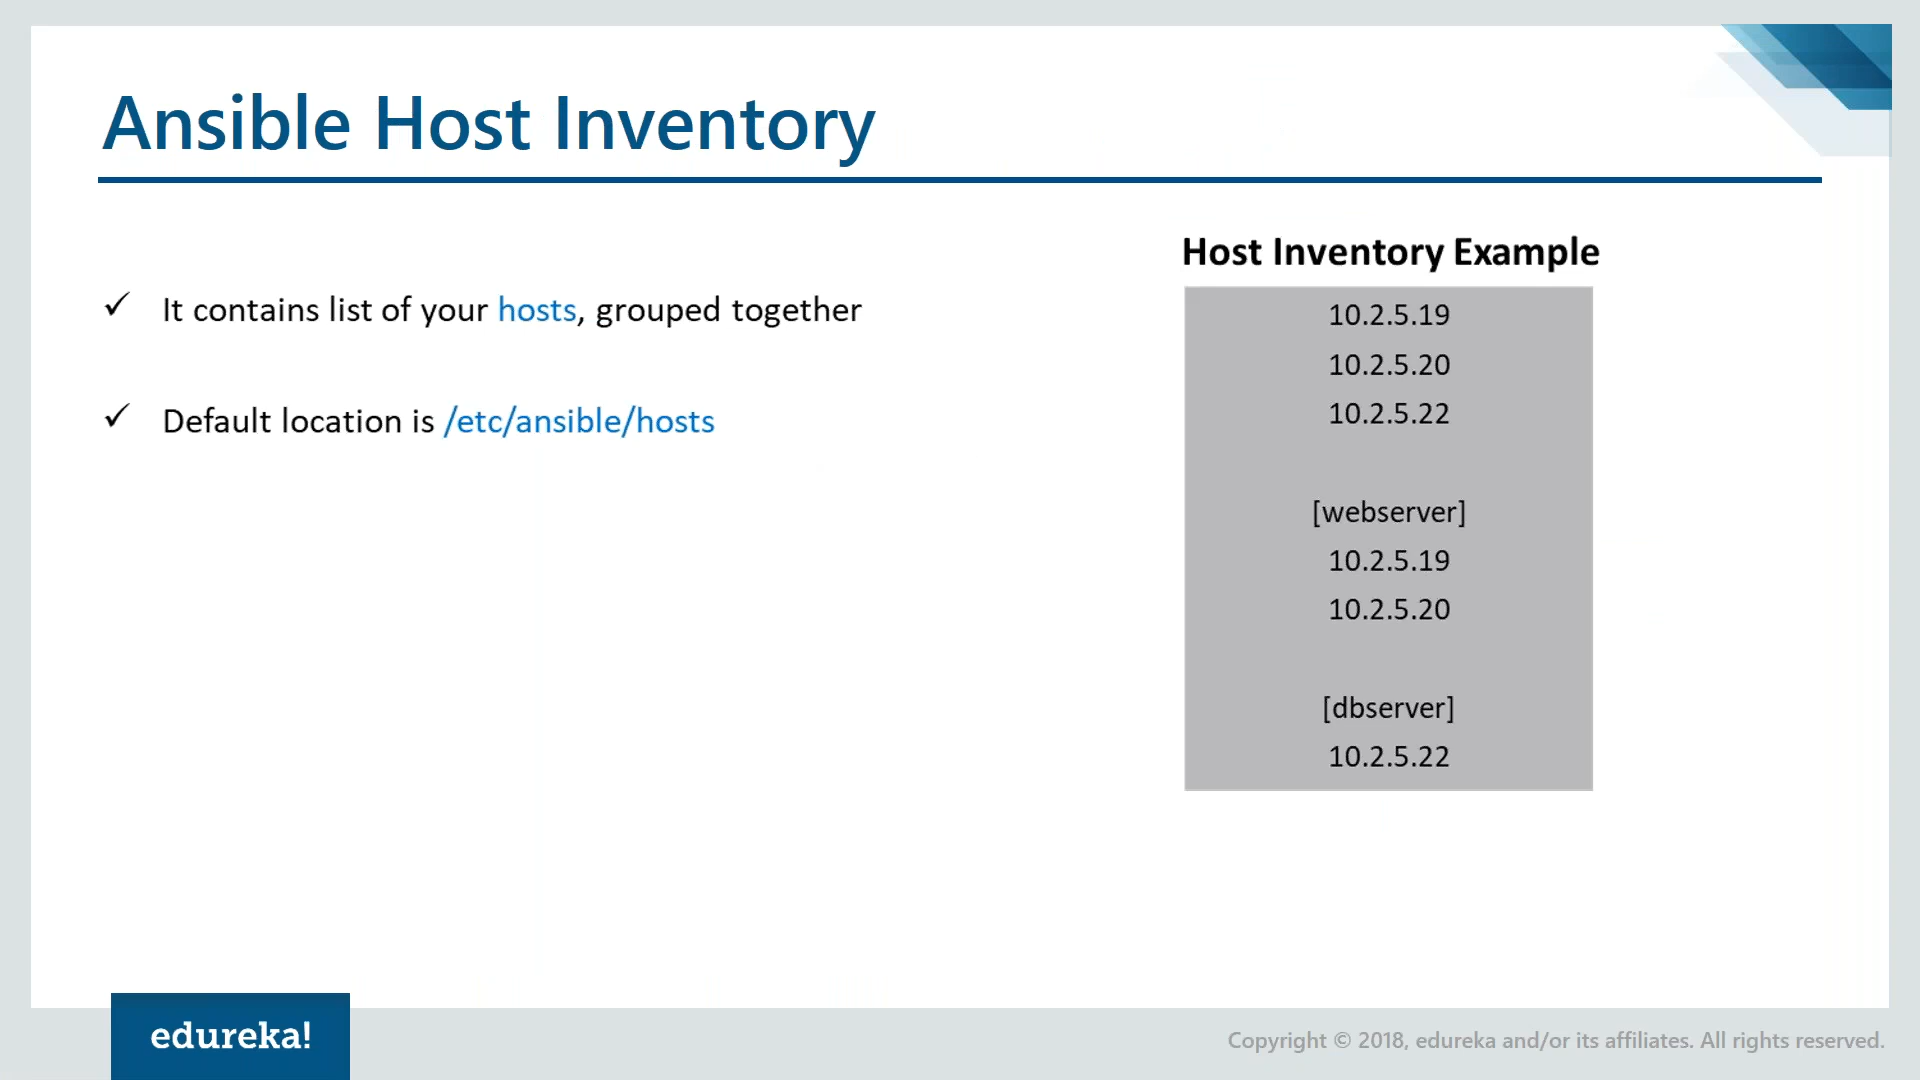 Ansible Host Inventory
✓ It contains list of your hosts, grouped together
✓ Default location is /etc/ansible/hosts
Host Inventory Example
10.2.5.19
10.2.5.20
10.2.5.22
[webserver]
10.2.5.19
10.2.5.20
[dbserver]
10.2.5.22
edureka!
Copyright © 2018, edureka and/or its affiliates. All rights reserved.